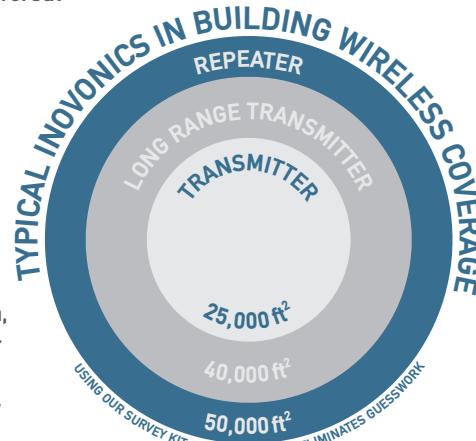 TYPICAL INOVONICS IN BUILDING WIRELESS COVERAGE
REPEATER
LONG RANGE TRANSMITTER
TRANSMITTER
25,000 ft²
40,000 ft²
50,000 ft²
USING OUR SURVEY KIT
ELIMINATES GUESSWORK